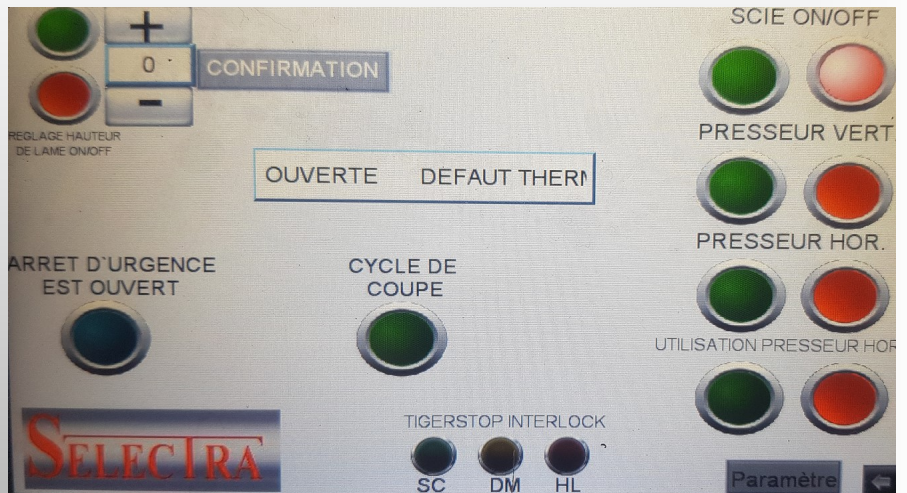 SCIE ON/OFF
+
0
CONFIRMATION
-
REGLAGE HAUTEUR
DE LAME ON/OFF
PRESSEUR VERT.
OUVERTE DEFAUT THERM
PRESSEUR HOR.
ARRET D'URGENCE
EST OUVERT
CYCLE DE
COUPE
UTILISATION PRESSEUR HOR
TIGERSTOP INTERLOCK
SC DM HL
SELECTRA
Paramètre